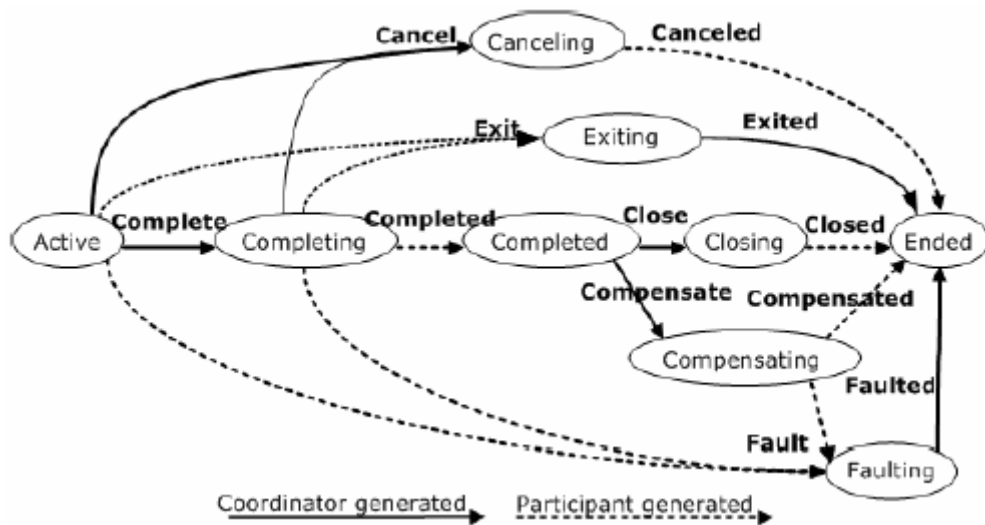 Cancel
Canceling
Canceled
Exit
Exiting
Exited
Active
Complete
Completing
Completed
Completed
Close
Closing
Closed
Ended
Compensate
Compensated
Compensating
Faulted
Fault
Faulting
Coordinator generated
Participant generated